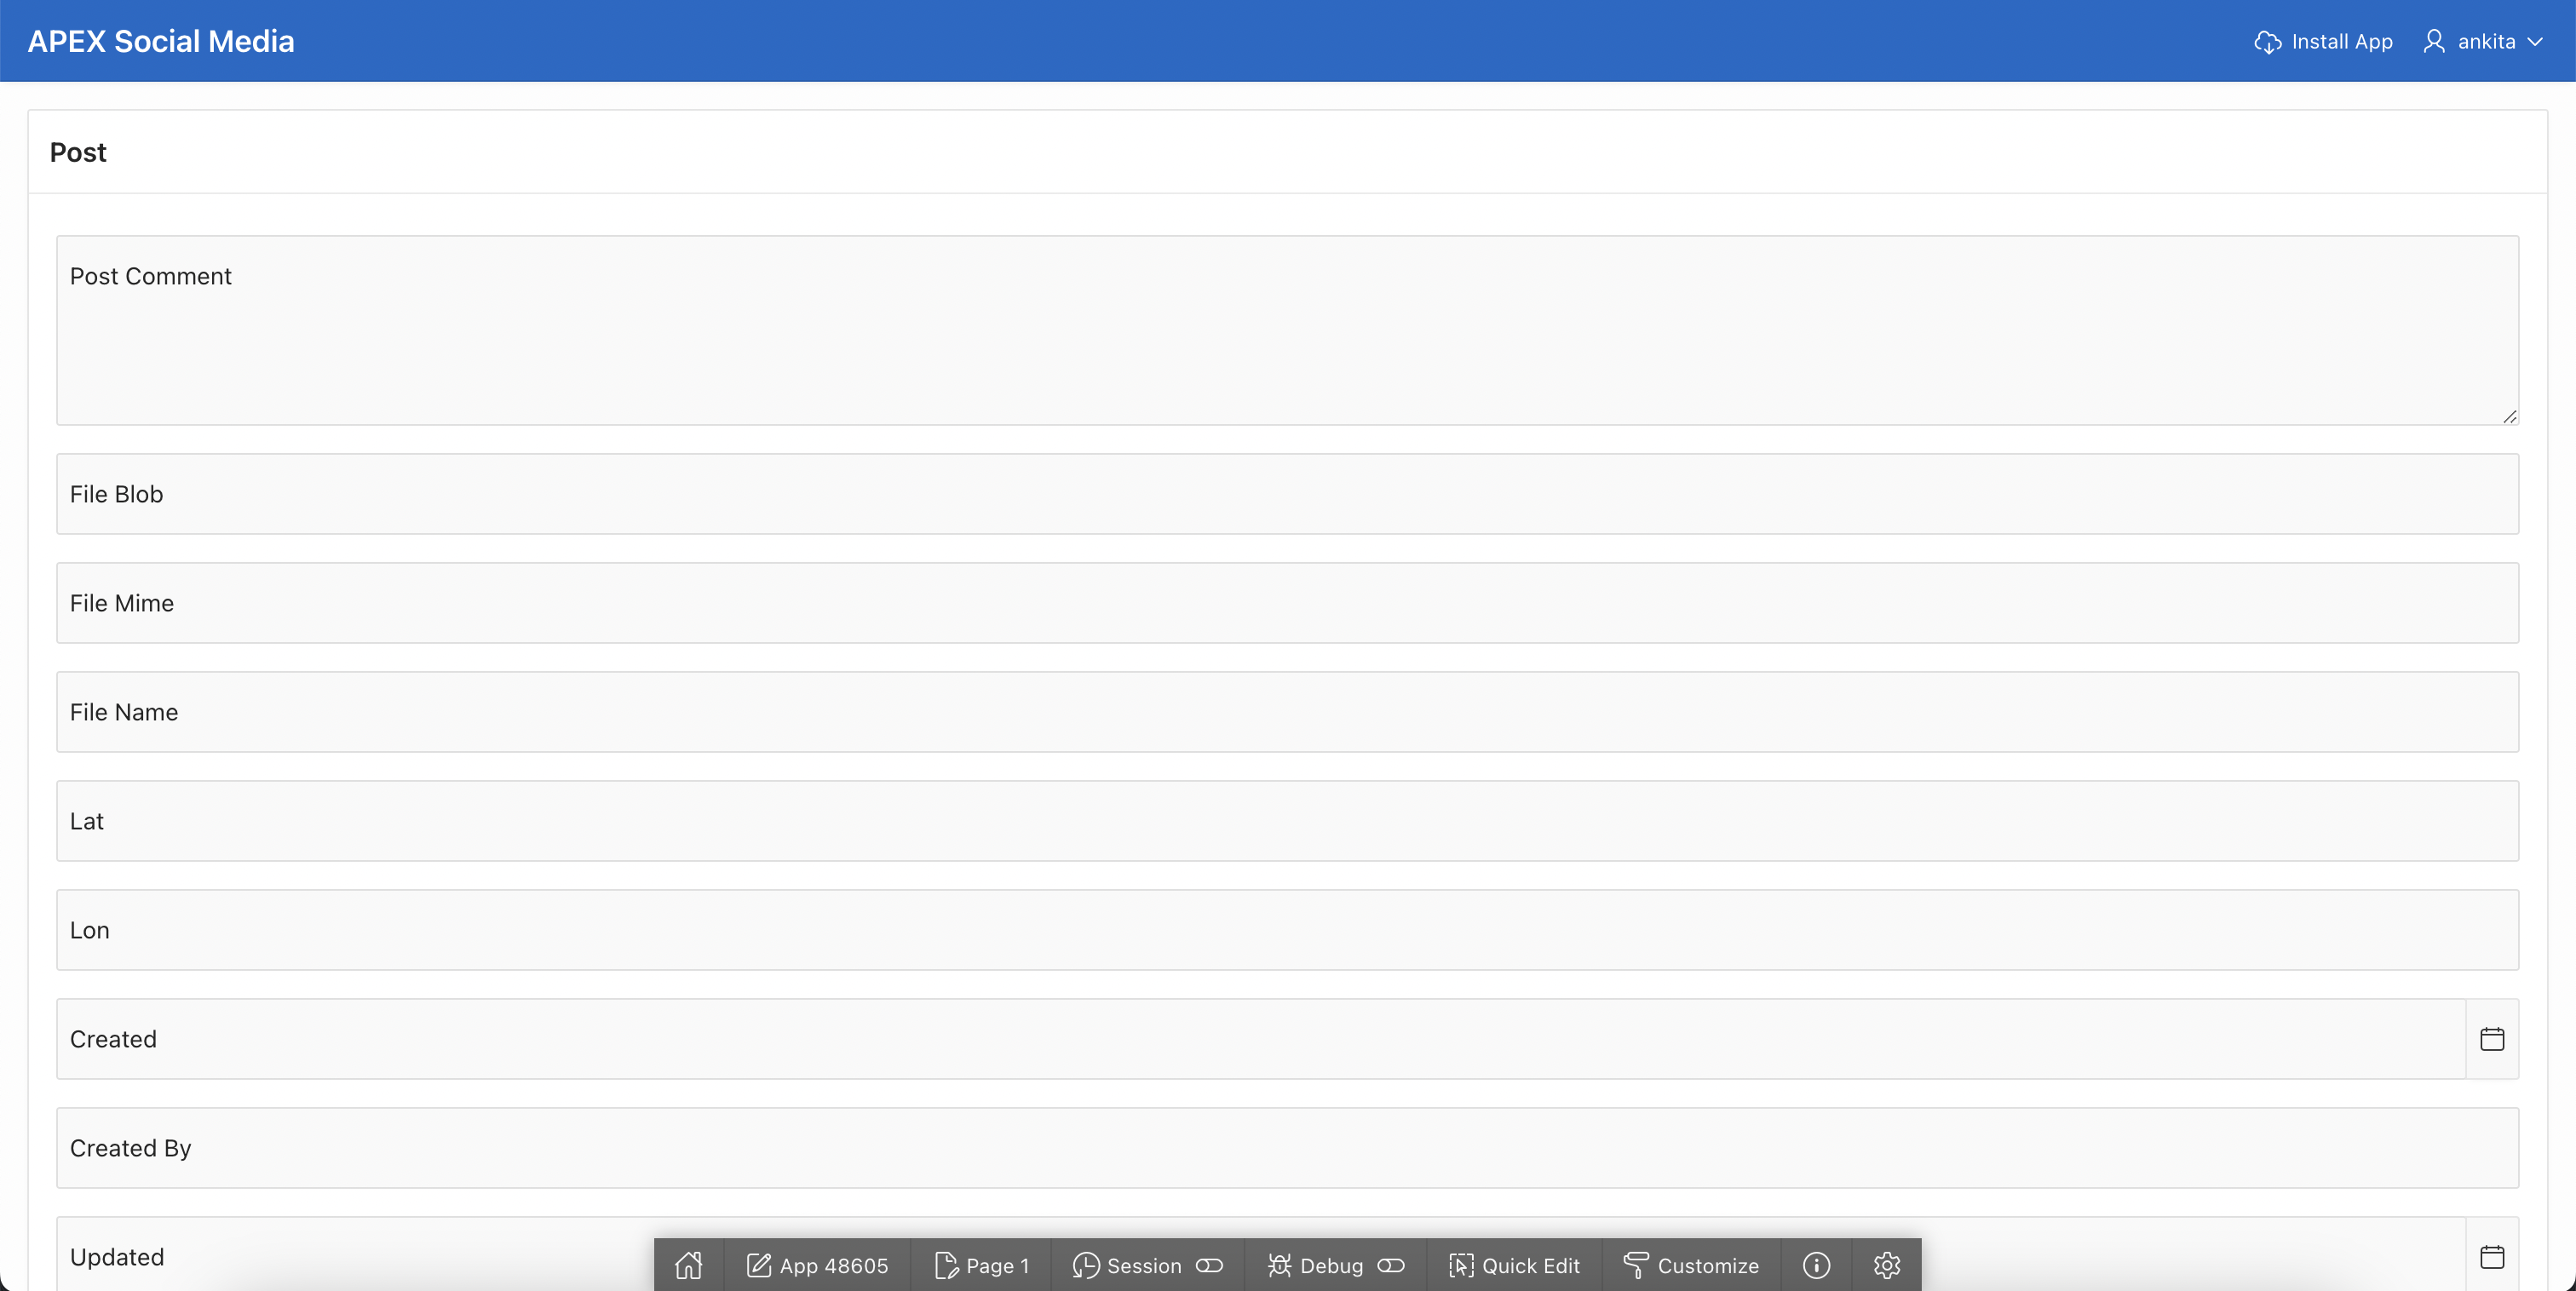 APEX Social Media
Install App
ankita
Post
Post Comment
File Blob
File Mime
File Name
Lat
Lon
Created
Created By
Updated
App 48605
Page 1
Session
Debug
Quick Edit
Customize